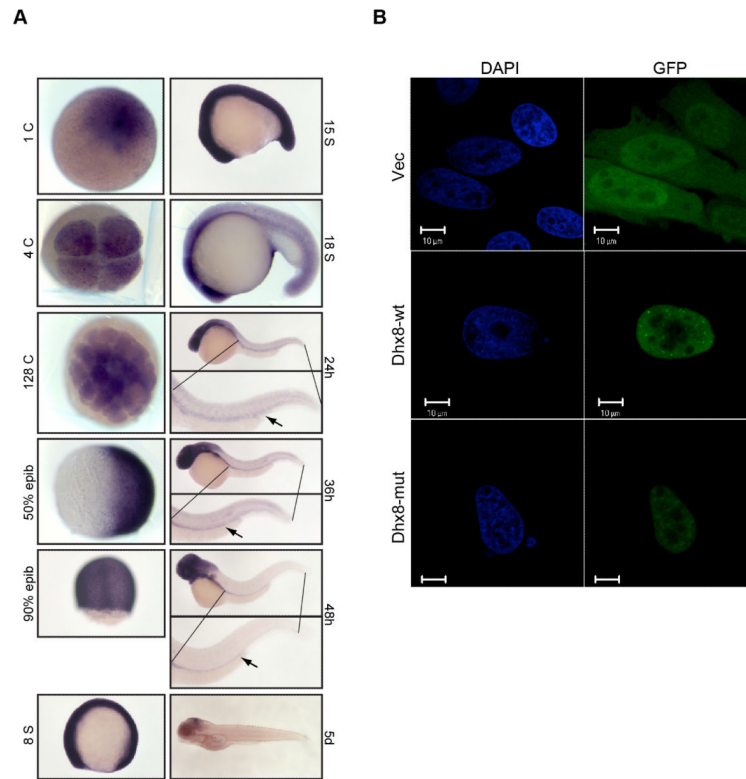 A
1 C
15 S
4 C
18 S
128 C
24h
50% epib
36h
90% epib
48h
8 S
5d
B
DAPI
GFP
Vec
10 µm
10 µm
Dhx8-wt
10 µm
10 µm
Dhx8-mut